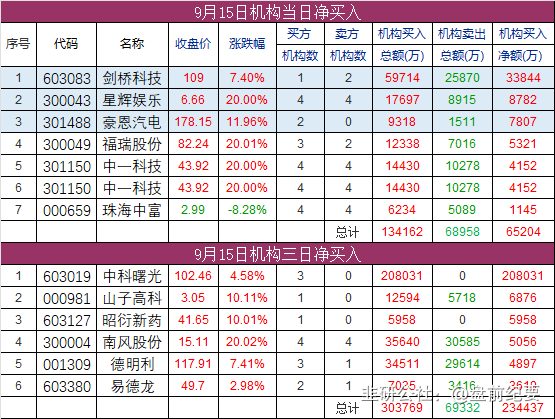 9月15日机构当日净买入
序号 代码 名称 收盘价 涨跌幅 买方机构数 卖方机构数 机构买入总额(万) 机构卖出总额(万) 机构买入净额(万)
1 603083 剑桥科技 109 7.40% 1 2 59714 25870 33844
2 300043 星辉娱乐 6.66 20.00% 4 4 17697 8915 8782
3 301488 豪恩汽电 178.15 11.96% 2 0 9318 1511 7807
4 300049 福瑞股份 82.24 20.01% 3 2 12338 7016 5321
5 301150 中一科技 43.92 20.00% 4 4 14430 10278 4152
6 301150 中一科技 43.92 20.00% 4 4 14430 10278 4152
7 000659 珠海中富 2.99 -8.28% 4 4 6234 5089 1145
总计 134162 68958 65204
9月15日机构三日净买入
1 603019 中科曙光 102.46 4.58% 3 0 208031 0 208031
2 000981 山子高科 3.05 10.11% 1 0 12594 5718 6876
3 603127 昭衍新药 41.65 10.01% 1 0 5958 0 5958
4 300004 南风股份 15.11 20.02% 4 4 35640 30585 5056
5 001309 德明利 117.91 7.41% 3 1 34511 29614 4897
6 603380 易德龙 49.7 2.98% 2 1 7025 3416 3610
总计 303769 69332 234437
韭研公社：@盘前纪要